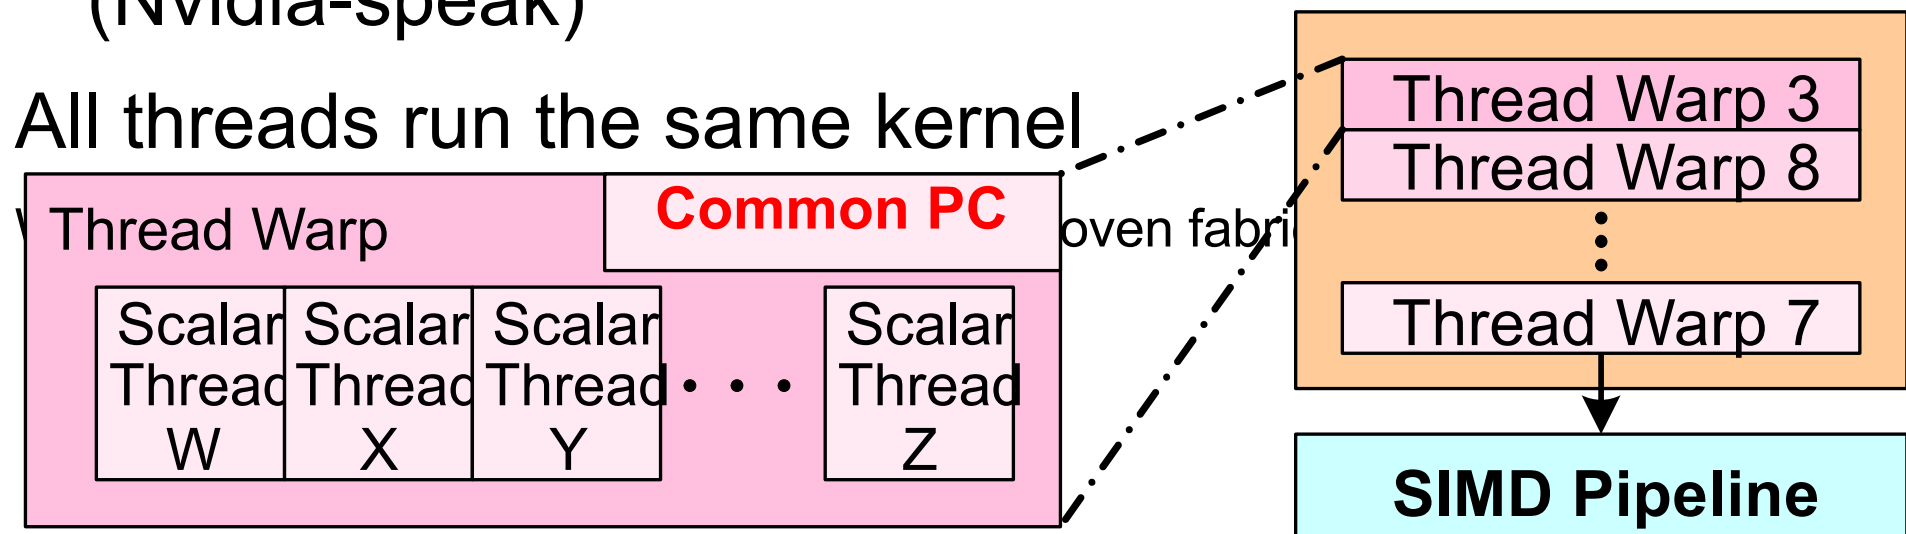 (Nvidia-speak)
All threads run the same kernel
oven fabri
Thread Warp
Common PC
Scalar Thread W
Scalar Thread X
Scalar Thread Y
Scalar Thread Z
Thread Warp 3
Thread Warp 8
Thread Warp 7
SIMD Pipeline